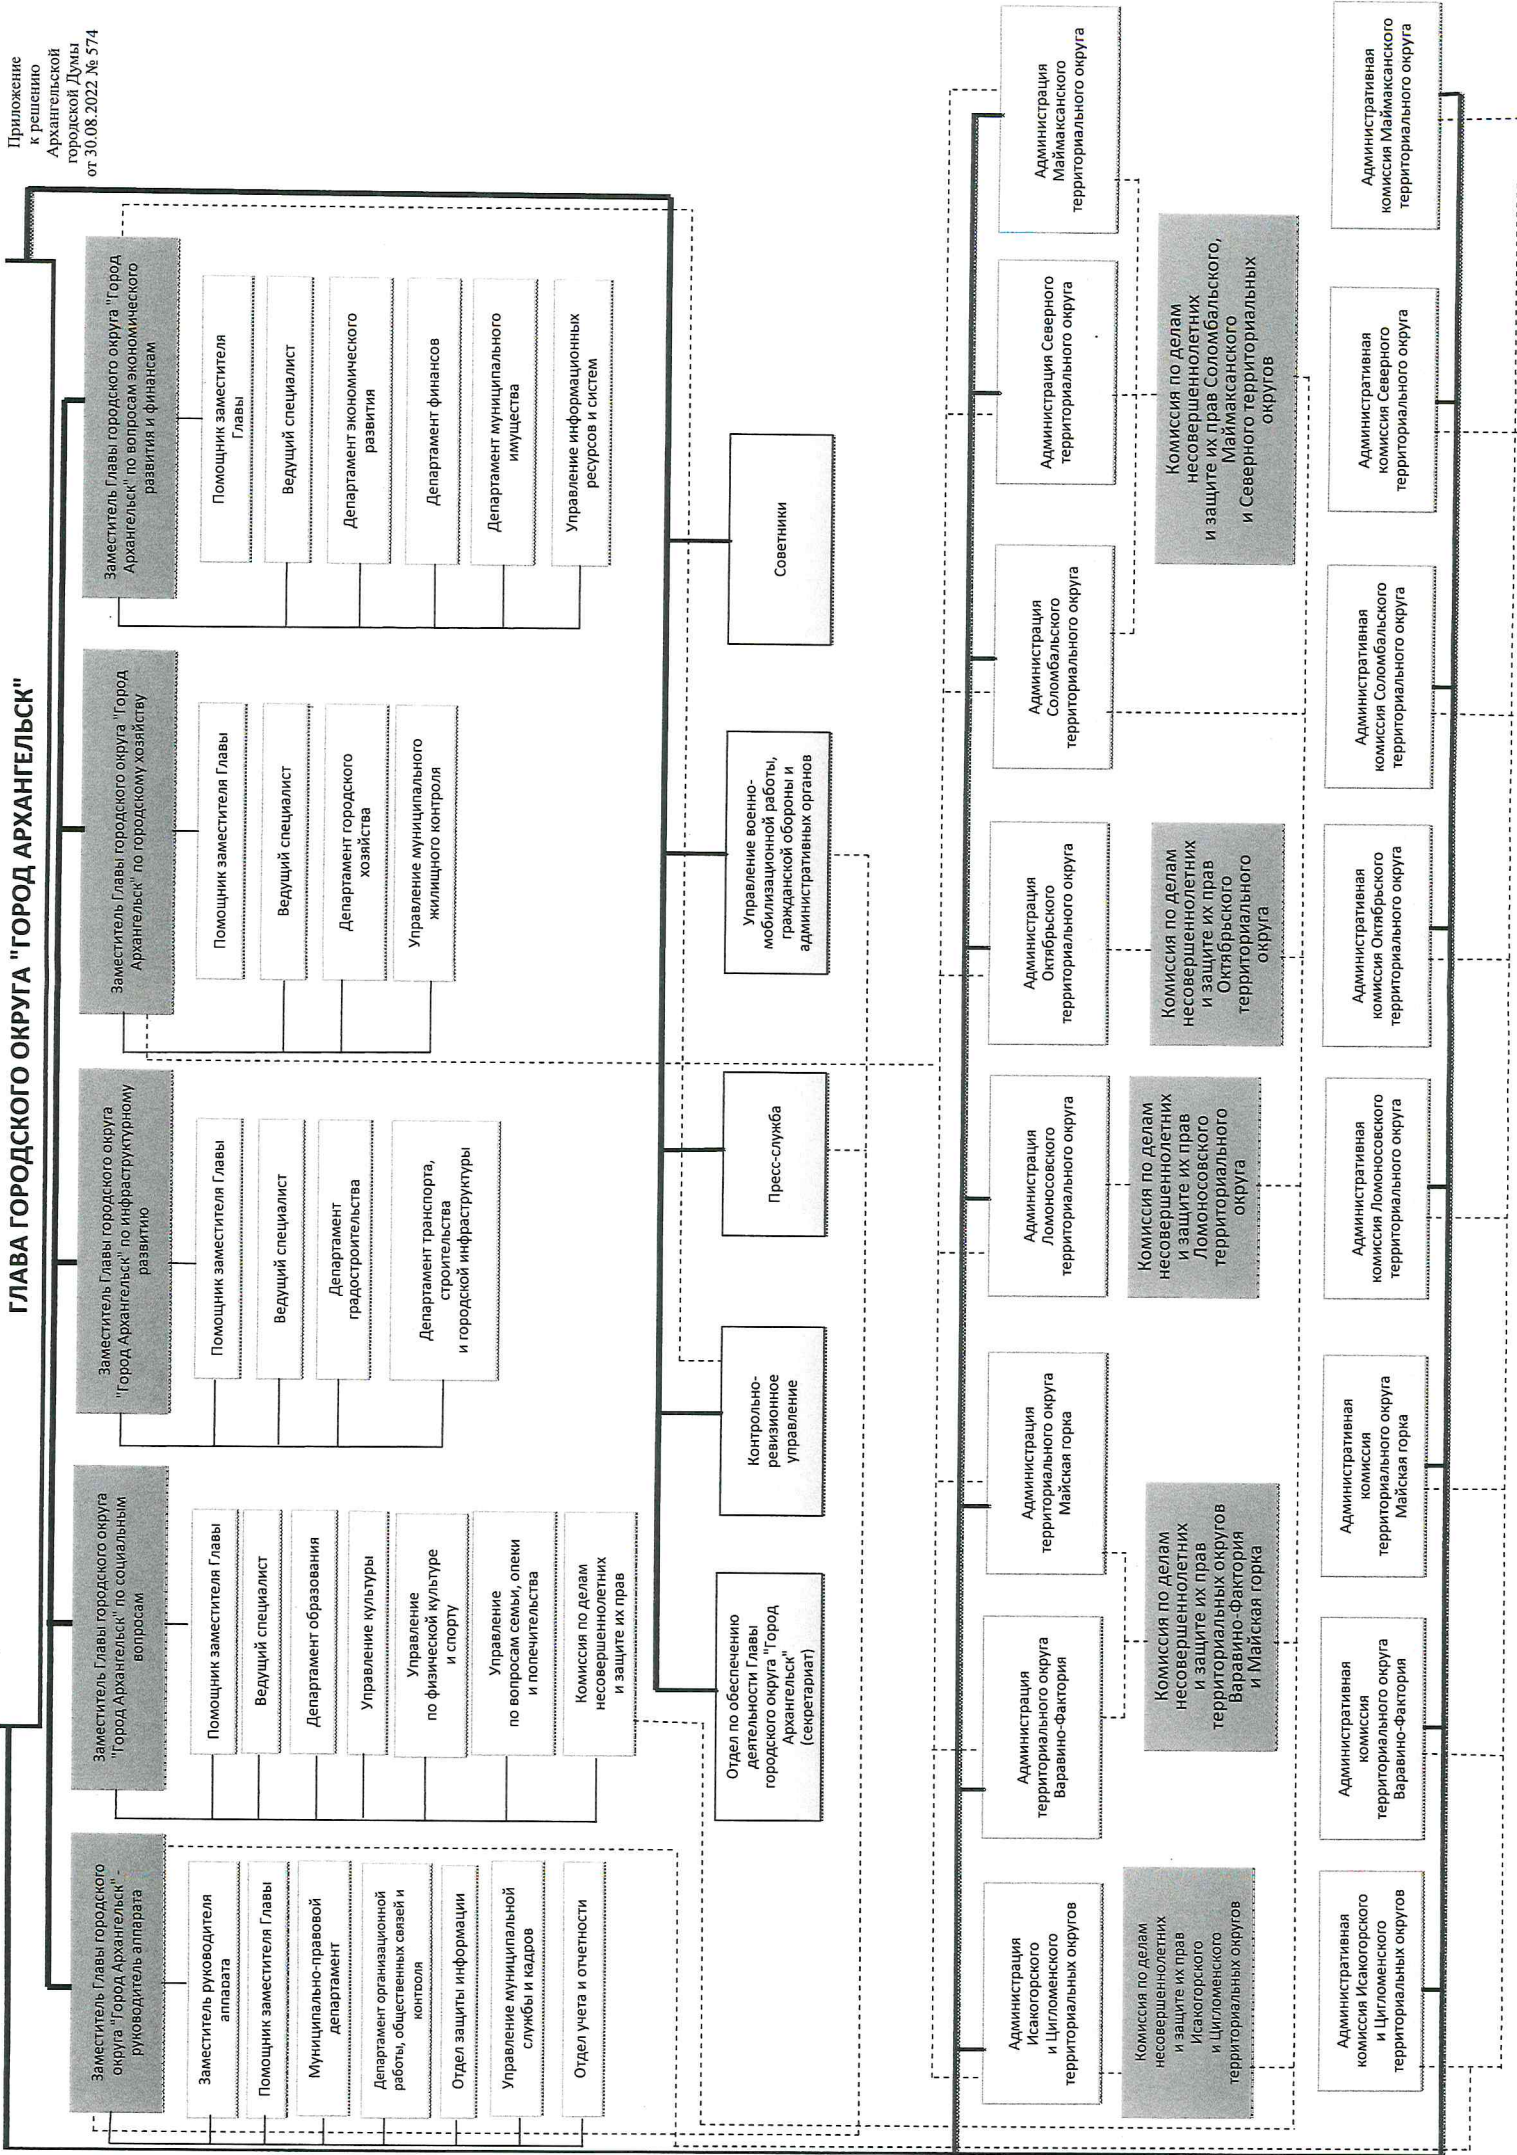 Приложение
к решению
Архангельской
городской Думы
от 30.08.2022 № 574
ГЛАВА ГОРОДСКОГО ОКРУГА "ГОРОД АРХАНГЕЛЬСК"
Заместитель Главы городского
округа "Город Архангельск" -
руководитель аппарата
Заместитель руководителя
аппарата
Помощник заместителя Главы
Муниципально-правовой
департамент
Департамент организационной
работы, общественных связей и
контроля
Отдел защиты информации
Управление муниципальной
службы и кадров
Отдел учета и отчетности
Заместитель Главы городского округа
"Город Архангельск" по социальным
вопросам
Помощник заместителя Главы
Ведущий специалист
Департамент образования
Управление культуры
Управление
по физической культуре
и спорту
Управление
по вопросам семьи, опеки
и попечительства
Комиссия по делам
несовершеннолетних
и защите их прав
Заместитель Главы городского округа
"Город Архангельск" по инфраструктурному
развитию
Помощник заместителя Главы
Ведущий специалист
Департамент
градостроительства
Департамент транспорта,
строительства
и городской инфраструктуры
Заместитель Главы городского округа "Город
Архангельск" по городскому хозяйству
Помощник заместителя Главы
Ведущий специалист
Департамент городского
хозяйства
Управление муниципального
жилищного контроля
Заместитель Главы городского округа "Город
Архангельск" по вопросам экономического
развития и финансам
Помощник заместителя
Главы
Ведущий специалист
Департамент экономического
развития
Департамент финансов
Департамент муниципального
имущества
Управление информационных
ресурсов и систем
Отдел по обеспечению
деятельности Главы
городского округа "Город
Архангельск"
(секретариат)
Контрольно-
ревизионное
управление
Пресс-служба
Управление военно-
мобилизационной работы,
гражданской обороны и
административных органов
Советники
Администрация
Исакогорского
и Цигломенского
территориальных округов
Администрация
территориального округа
Варавино-Фактория
Администрация
территориального округа
Майская горка
Администрация
Ломоносовского
территориального округа
Администрация
Октябрьского
территориального округа
Администрация
Соломбальского
территориального округа
Администрация Северного
территориального округа
Администрация
Маймаксанского
территориального округа
Комиссия по делам
несовершеннолетних
и защите их прав
Исакогорского
и Цигломенского
территориальных округов
Комиссия по делам
несовершеннолетних
и защите их прав
территориальных округов
Варавино-Фактория
и Майская горка
Комиссия по делам
несовершеннолетних
и защите их прав
Ломоносовского
территориального
округа
Комиссия по делам
несовершеннолетних
и защите их прав
Октябрьского
территориального
округа
Комиссия по делам
несовершеннолетних
и защите их прав Соломбальского,
Маймаксанского
и Северного территориальных
округов
Административная
комиссия Исакогорского
и Цигломенского
территориальных округов
Административная
комиссия
территориального округа
Варавино-Фактория
Административная
комиссия
территориального округа
Майская горка
Административная
комиссия Ломоносовского
территориального округа
Административная
комиссия Октябрьского
территориального округа
Административная
комиссия Соломбальского
территориального округа
Административная
комиссия Северного
территориального округа
Административная
комиссия Маймаксанского
территориального округа